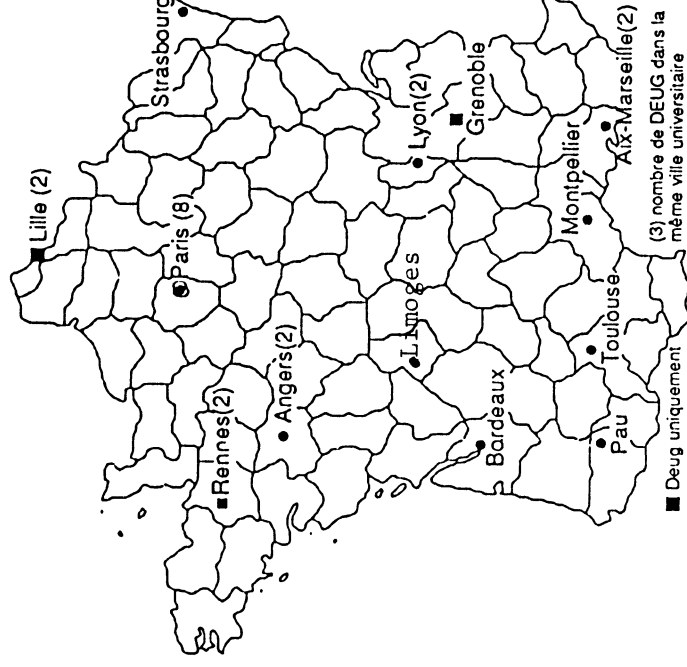 Lille (2)
Strasbourg
Paris (8)
Rennes(2)
Angers(2)
Limoges
Lyon(2)
Grenoble
Bordeaux
Montpellier
Aix-Marseille(2)
Toulouse
Pau
Deug uniquement
(3) nombre de DEUG dans la
même ville universitaire